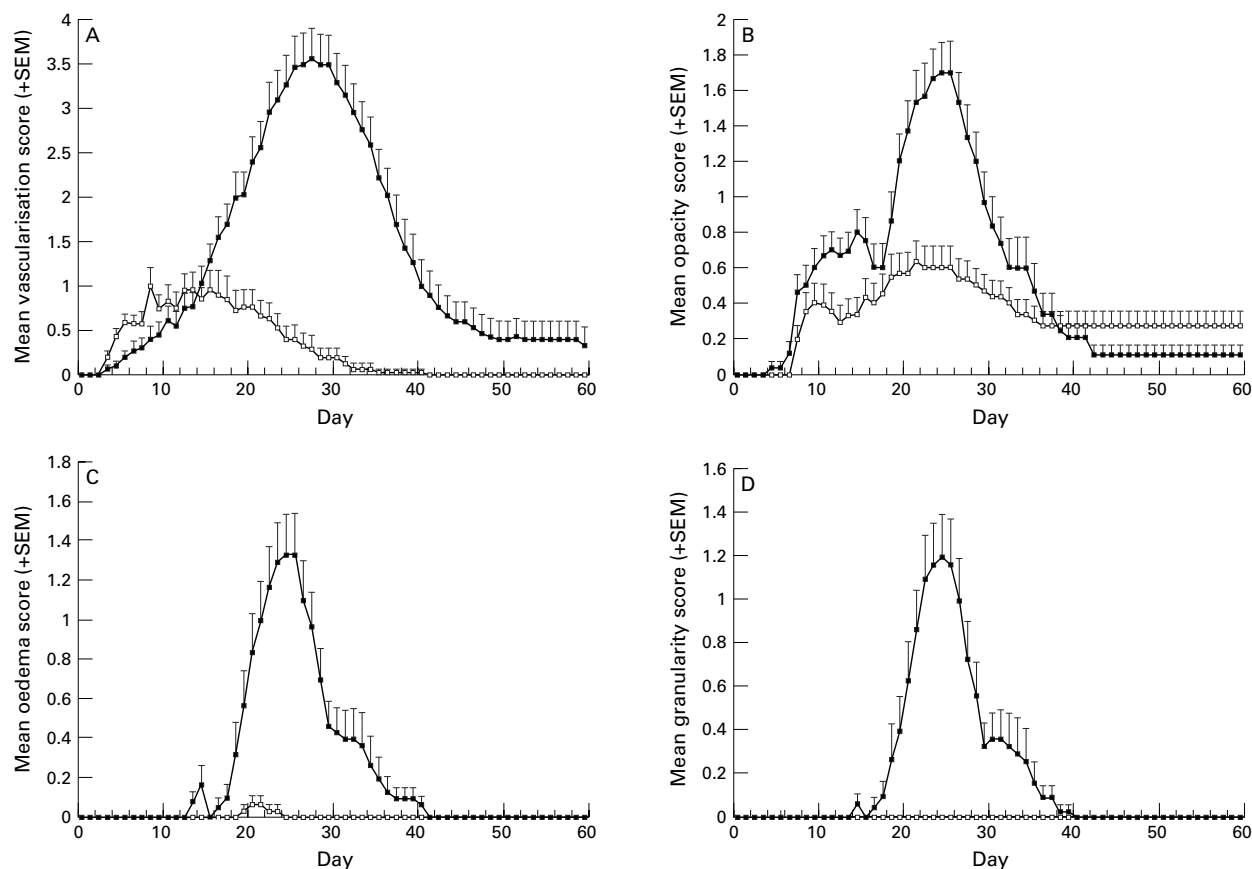 A
Mean vascularisation score (+SEM)
4
3.5
3
2.5
2
1.5
1
0.5
0
0 10 20 30 40 50 60
Day
B
Mean opacity score (+SEM)
2
1.8
1.6
1.4
1.2
1
0.8
0.6
0.4
0.2
0
0 10 20 30 40 50 60
Day
C
Mean oedema score (+SEM)
1.8
1.6
1.4
1.2
1
0.8
0.6
0.4
0.2
0
0 10 20 30 40 50 60
Day
D
Mean granularity score (+SEM)
1.6
1.4
1.2
1
0.8
0.6
0.4
0.2
0
0 10 20 30 40 50 60
Day